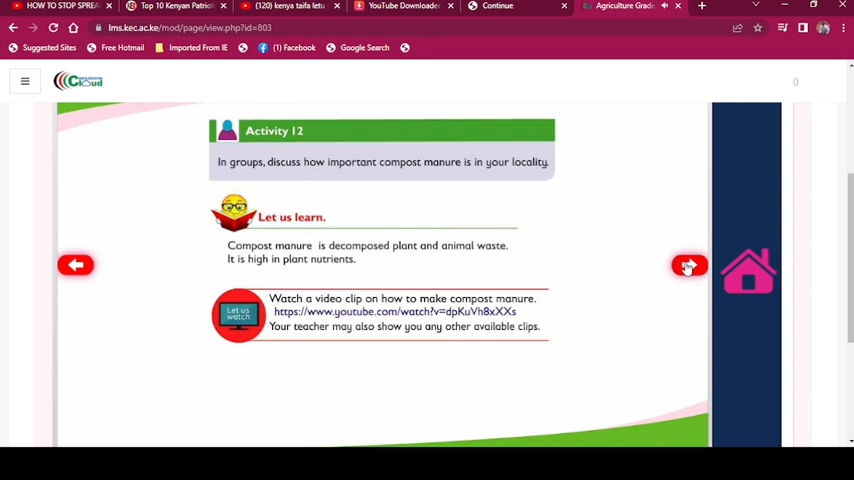 HOW TO STOP SPREA
Top 10 Kenyan Patriot
(120) kenya taifa letu
YouTube Downloader
Continue
Agriculture Grade
lms.kec.ac.ke/mod/page/view.php?id=803
Suggested Sites
Free Hotmail
Imported From IE
(1) Facebook
Google Search
Cloud
0
Activity 12
In groups, discuss how important compost manure is in your locality.
Let us learn.
Compost manure is decomposed plant and animal waste.
It is high in plant nutrients.
Let us
watch
Watch a video clip on how to make compost manure.
https://www.youtube.com/watch?v=dpKuVh8xXXs
Your teacher may also show you any other available clips.